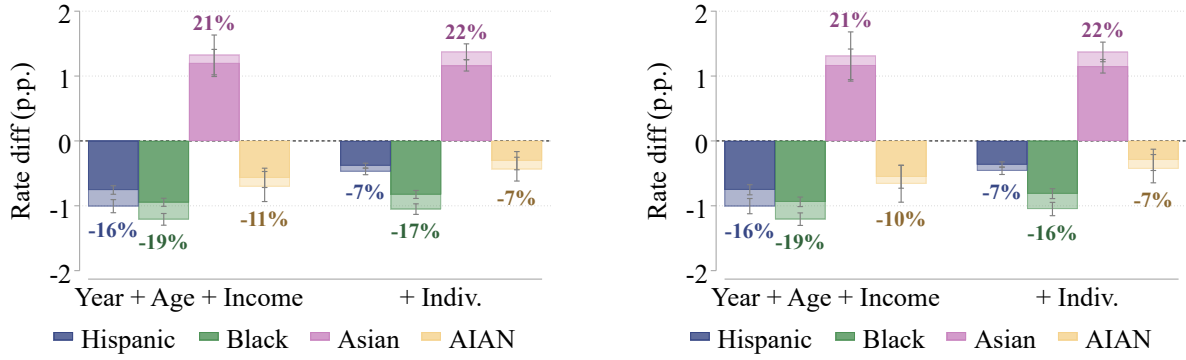 Rate diff (p.p.)
2
1
0
-1
-2
21%
22%
-16%
-19%
-11%
-7%
-17%
-7%
Year + Age + Income
+ Indiv.
Hispanic
Black
Asian
AIAN
Rate diff (p.p.)
2
1
0
-1
-2
21%
22%
-16%
-19%
-10%
-7%
-16%
-7%
Year + Age + Income
+ Indiv.
Hispanic
Black
Asian
AIAN